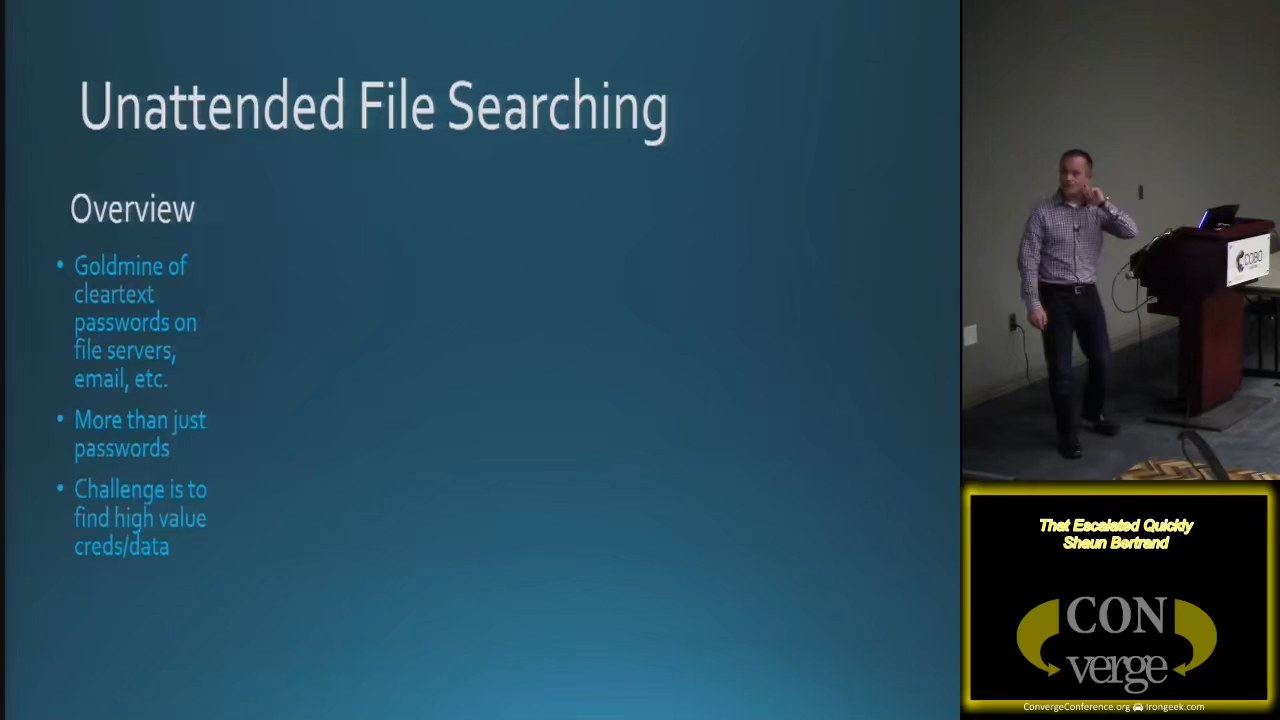 Unattended File Searching
Overview
• Goldmine of
cleartext
passwords on
file servers,
email, etc.
• More than just
passwords
• Challenge is to
find high value
creds/data
COBO
That Escalated Quickly
Shaun Bertrand
CON
verge
ConvergeConference.org Irongeek.com